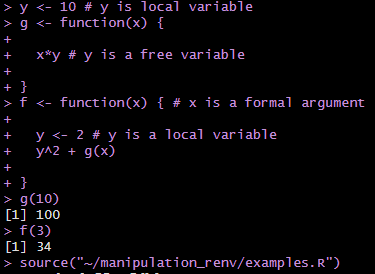 > y <- 10 # y is local variable
> g <- function(x) {
+
+   x*y # y is a free variable
+
+ }
> f <- function(x) { # x is a formal argument
+
+   y <- 2 # y is a local variable
+   y^2 + g(x)
+
+ }
> g(10)
[1] 100
> f(3)
[1] 34
> source("~/manipulation_renv/examples.R")